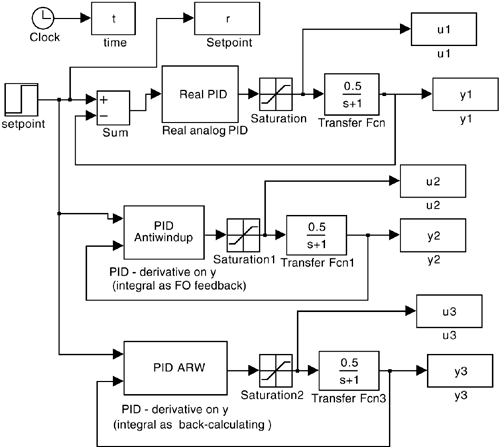 t
r
u1
Clock
time
Setpoint
u1
+
−
Real PID
0.5
s+1
y1
setpoint
Sum
Real analog PID
Saturation
Transfer Fcn
y1
u2
u2
PID
Antiwindup
0.5
s+1
y2
Saturation1
Transfer Fcn1
y2
PID - derivative on y
(integral as FO feedback)
u3
u3
PID ARW
0.5
s+1
y3
Saturation2
Transfer Fcn3
y3
PID - derivative on y
(integral as back-calculating )